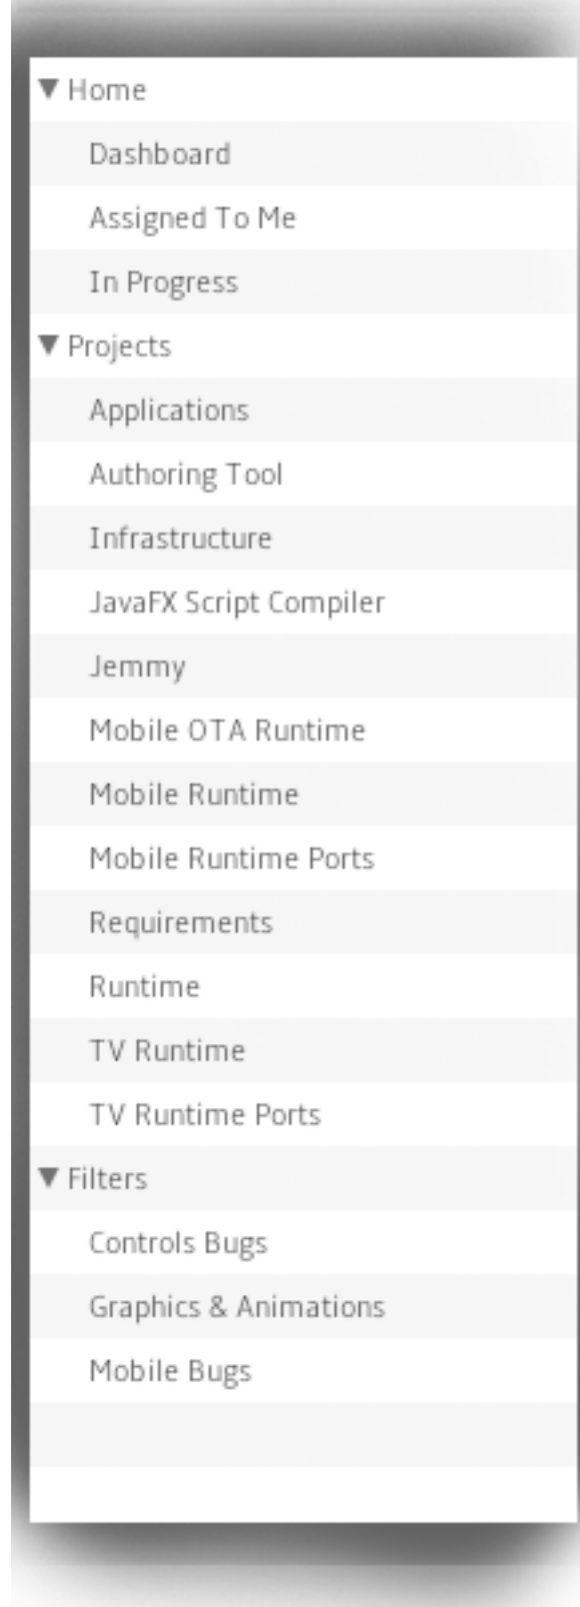 Home
Dashboard
Assigned To Me
In Progress
Projects
Applications
Authoring Tool
Infrastructure
JavaFX Script Compiler
Jemmy
Mobile OTA Runtime
Mobile Runtime
Mobile Runtime Ports
Requirements
Runtime
TV Runtime
TV Runtime Ports
Filters
Controls Bugs
Graphics & Animations
Mobile Bugs